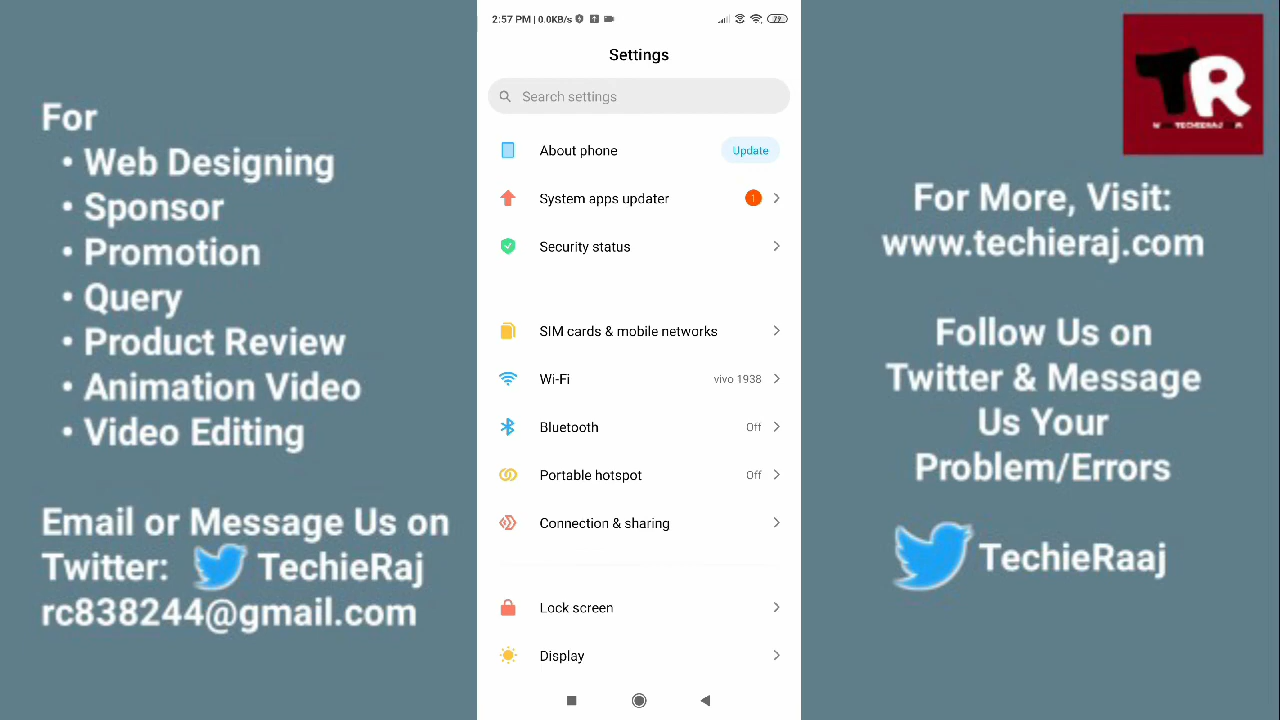 For
• Web Designing
• Sponsor
• Promotion
• Query
• Product Review
• Animation Video
• Video Editing
Email or Message Us on
Twitter: TechieRaj
rc838244@gmail.com
2:57 PM | 0.0KB/s
79
Settings
Search settings
About phone
Update
System apps updater
1
Security status
SIM cards & mobile networks
Wi-Fi
vivo 1938
Bluetooth
Off
Portable hotspot
Off
Connection & sharing
Lock screen
Display
TR
For More, Visit:
www.techieraj.com
Follow Us on
Twitter & Message
Us Your
Problem/Errors
TechieRaaj